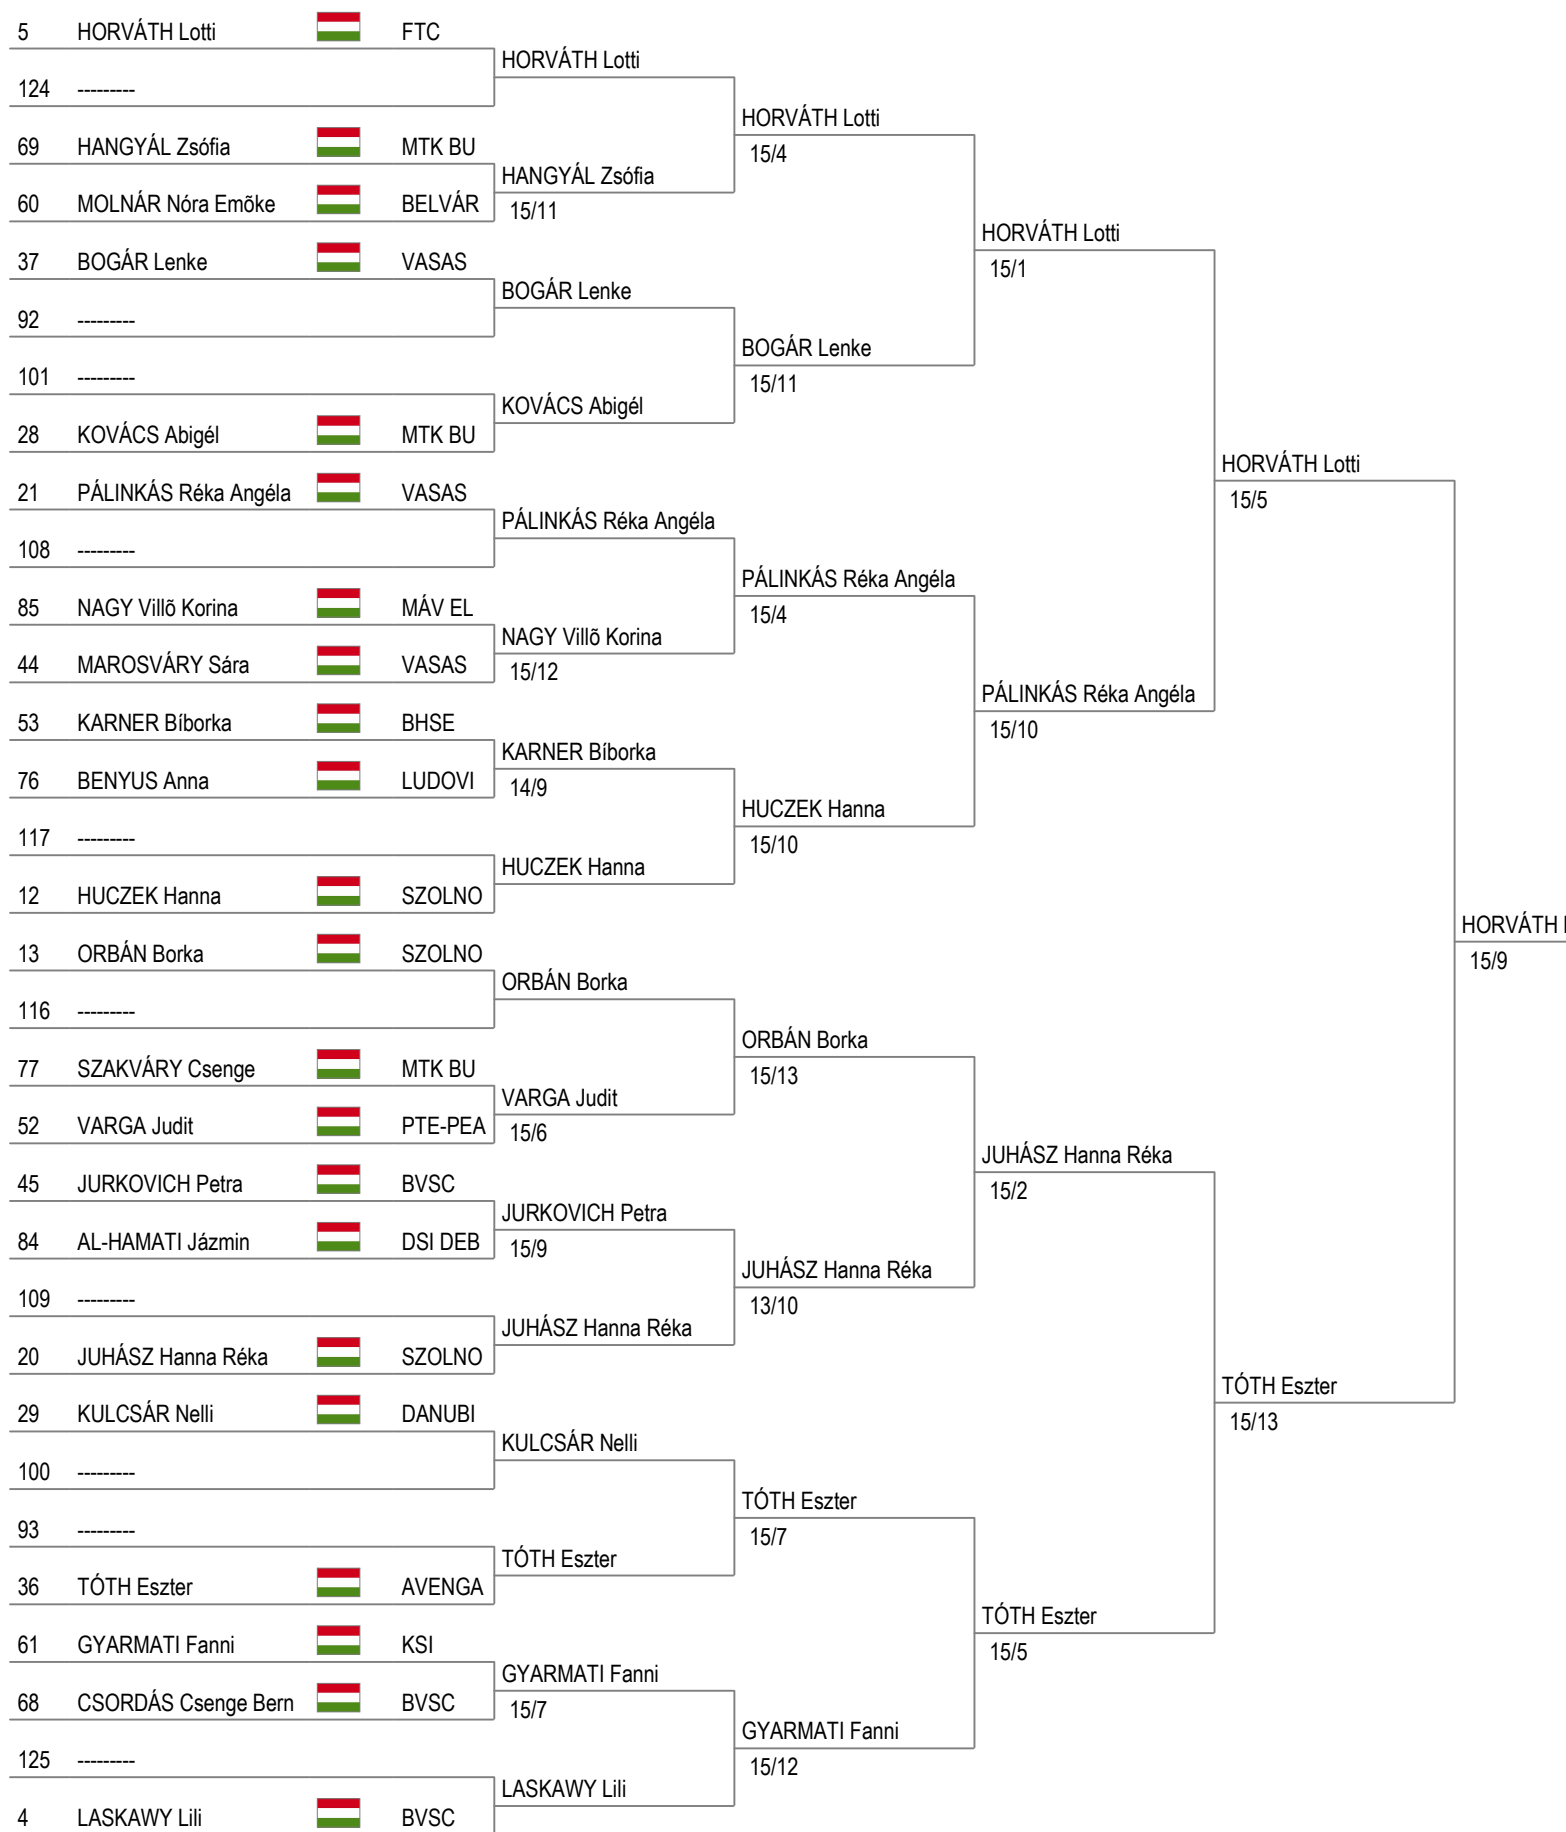 5 HORVÁTH Lotti FTC
HORVÁTH Lotti
124 ---------
HORVÁTH Lotti
15/4
69 HANGYÁL Zsófia MTK BU
HANGYÁL Zsófia
15/11
60 MOLNÁR Nóra Emõke BELVÁR
HORVÁTH Lotti
15/1
37 BOGÁR Lenke VASAS
BOGÁR Lenke
92 ---------
BOGÁR Lenke
15/11
101 ---------
KOVÁCS Abigél
28 KOVÁCS Abigél MTK BU
HORVÁTH Lotti
15/5
21 PÁLINKÁS Réka Angéla VASAS
PÁLINKÁS Réka Angéla
108 ---------
PÁLINKÁS Réka Angéla
15/4
85 NAGY Villõ Korina MÁV EL
NAGY Villõ Korina
15/12
44 MAROSVÁRY Sára VASAS
PÁLINKÁS Réka Angéla
15/10
53 KARNER Bíborka BHSE
KARNER Bíborka
14/9
76 BENYUS Anna LUDOVI
HUCZEK Hanna
15/10
117 ---------
HUCZEK Hanna
12 HUCZEK Hanna SZOLNO
HORVÁTH
15/9
13 ORBÁN Borka SZOLNO
ORBÁN Borka
116 ---------
ORBÁN Borka
15/13
77 SZAKVÁRY Csenge MTK BU
VARGA Judit
15/6
52 VARGA Judit PTE-PEA
JUHÁSZ Hanna Réka
15/2
45 JURKOVICH Petra BVSC
JURKOVICH Petra
15/9
84 AL-HAMATI Jázmin DSI DEB
JUHÁSZ Hanna Réka
13/10
109 ---------
JUHÁSZ Hanna Réka
20 JUHÁSZ Hanna Réka SZOLNO
TÓTH Eszter
15/13
29 KULCSÁR Nelli DANUBI
KULCSÁR Nelli
100 ---------
TÓTH Eszter
15/7
93 ---------
TÓTH Eszter
36 TÓTH Eszter AVENGA
TÓTH Eszter
15/5
61 GYARMATI Fanni KSI
GYARMATI Fanni
15/7
68 CSORDÁS Csenge Bern BVSC
GYARMATI Fanni
15/12
125 ---------
LASKAWY Lili
4 LASKAWY Lili BVSC